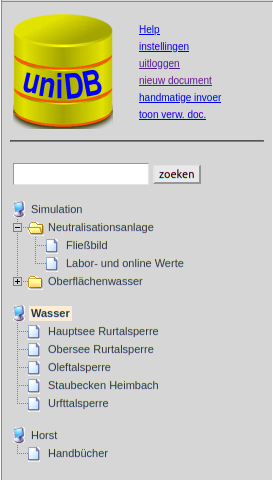 uniDB
Help
instellingen
uitloggen
nieuw document
handmatige invoer
toon verw. doc.
zoeken
Simulation
Neutralisationsanlage
Fließbild
Labor- und online Werte
Oberflächenwasser
Wasser
Hauptsee Rurtalsperre
Obersee Rurtalsperre
Oleftalsperre
Staubecken Heimbach
Urfttalsperre
Horst
Handbücher